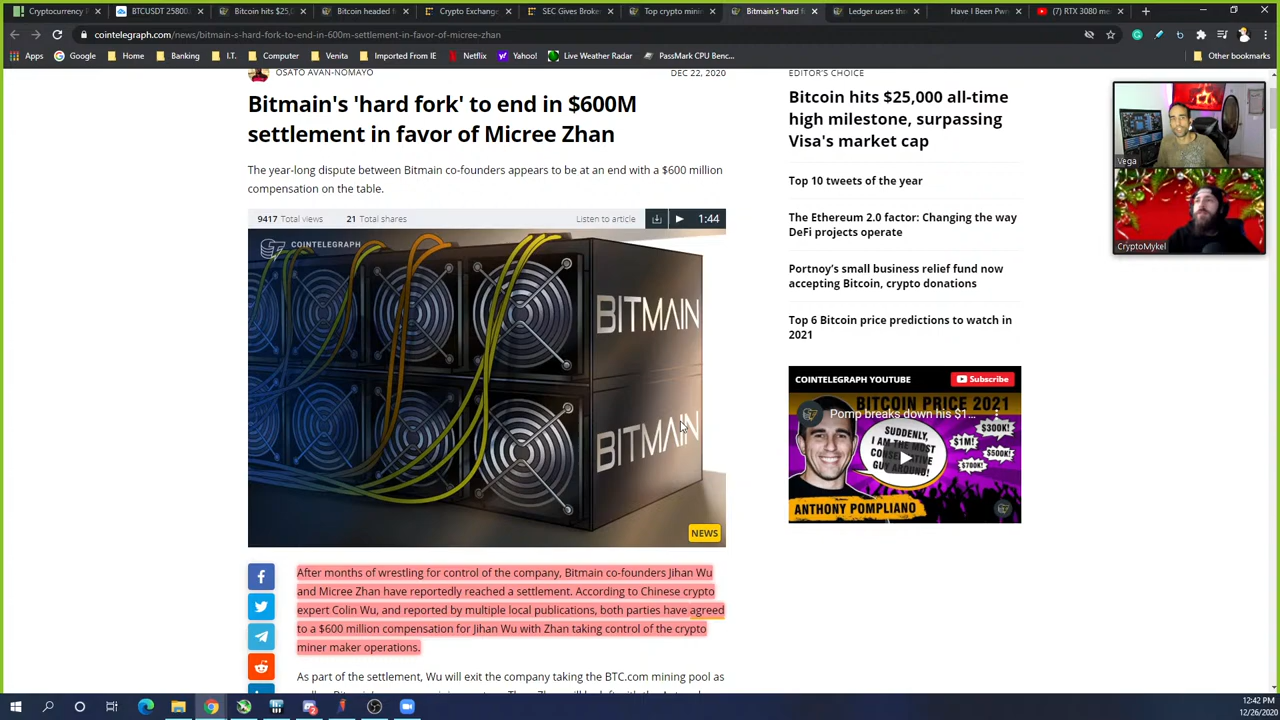 Cryptocurrency P
BTCUSDT 25800.
Bitcoin hits $25,0
Bitcoin headed fo
Crypto Exchange
SEC Gives Broke
Top crypto minin
Bitmain's 'hard f
Ledger users thr
Have I Been Pwn
(7) RTX 3080 me
cointelegraph.com/news/bitmain-s-hard-fork-to-end-in-600m-settlement-in-favor-of-micree-zhan
Apps
Google
Home
Banking
I.T.
Computer
Venita
Imported From IE
Netflix
Yahoo!
Live Weather Radar
PassMark CPU Benc...
Other bookmarks
OSATO AVAN-NOMAYO
DEC 22, 2020
Bitmain's 'hard fork' to end in $600M
settlement in favor of Micree Zhan
The year-long dispute between Bitmain co-founders appears to be at an end with a $600 million
compensation on the table.
9417 Total views
21 Total shares
Listen to article
1:44
COINTELEGRAPH
BITMAIN
BITMAIN
NEWS
After months of wrestling for control of the company, Bitmain co-founders Jihan Wu
and Micree Zhan have reportedly reached a settlement. According to Chinese crypto
expert Colin Wu, and reported by multiple local publications, both parties have agreed
to a $600 million compensation for Jihan Wu with Zhan taking control of the crypto
miner maker operations.
As part of the settlement, Wu will exit the company taking the BTC.com mining pool as
EDITOR'S CHOICE
Bitcoin hits $25,000 all-time
high milestone, surpassing
Visa's market cap
Top 10 tweets of the year
The Ethereum 2.0 factor: Changing the way
DeFi projects operate
Portnoy's small business relief fund now
accepting Bitcoin, crypto donations
Top 6 Bitcoin price predictions to watch in
2021
COINTELEGRAPH YOUTUBE
Subscribe
BITCOIN PRICE 2021
Pomp breaks down his $1...
SUDDENLY,
I AM THE MOST
CONSERVATIVE
GUY AROUND!
$300K!
$1M!
$500K!
$700K!
ANTHONY POMPLIANO
Vega
CryptoMykel
12:42 PM
12/26/2020